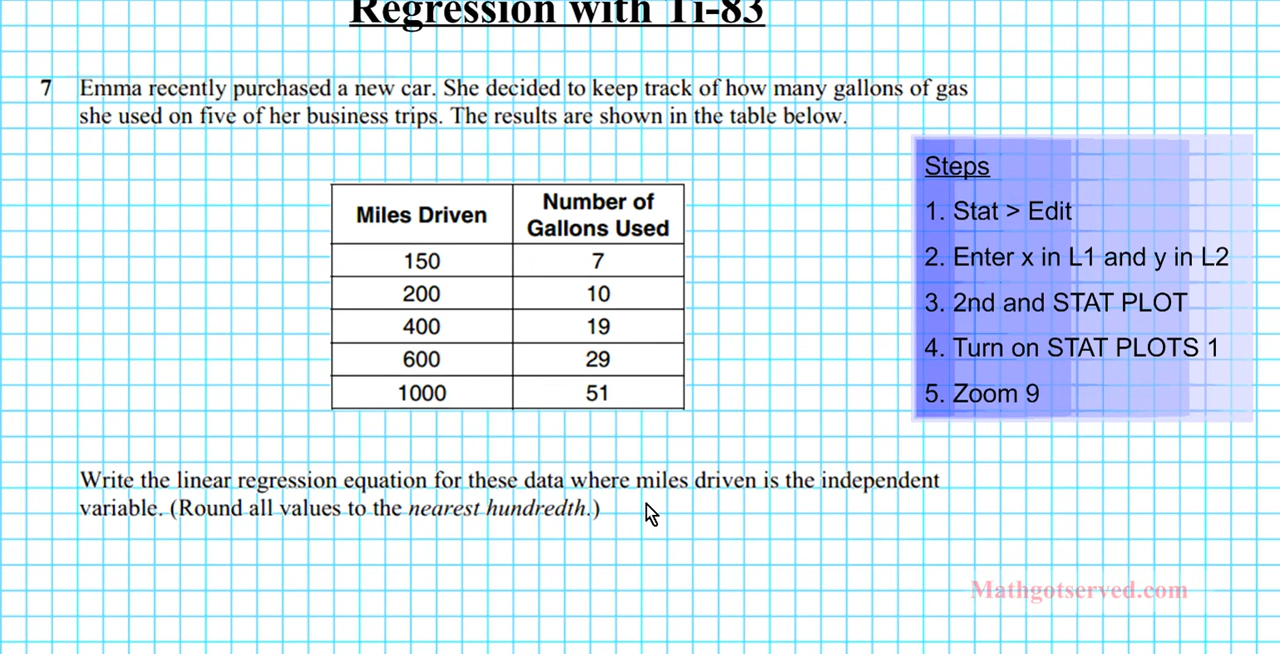 Regression with Ti-83
7 Emma recently purchased a new car. She decided to keep track of how many gallons of gas
she used on five of her business trips. The results are shown in the table below.
Miles Driven Number of Gallons Used
150 7
200 10
400 19
600 29
1000 51
Steps
1. Stat > Edit
2. Enter x in L1 and y in L2
3. 2nd and STAT PLOT
4. Turn on STAT PLOTS 1
5. Zoom 9
Write the linear regression equation for these data where miles driven is the independent
variable. (Round all values to the nearest hundredth.)
Mathgotserved.com